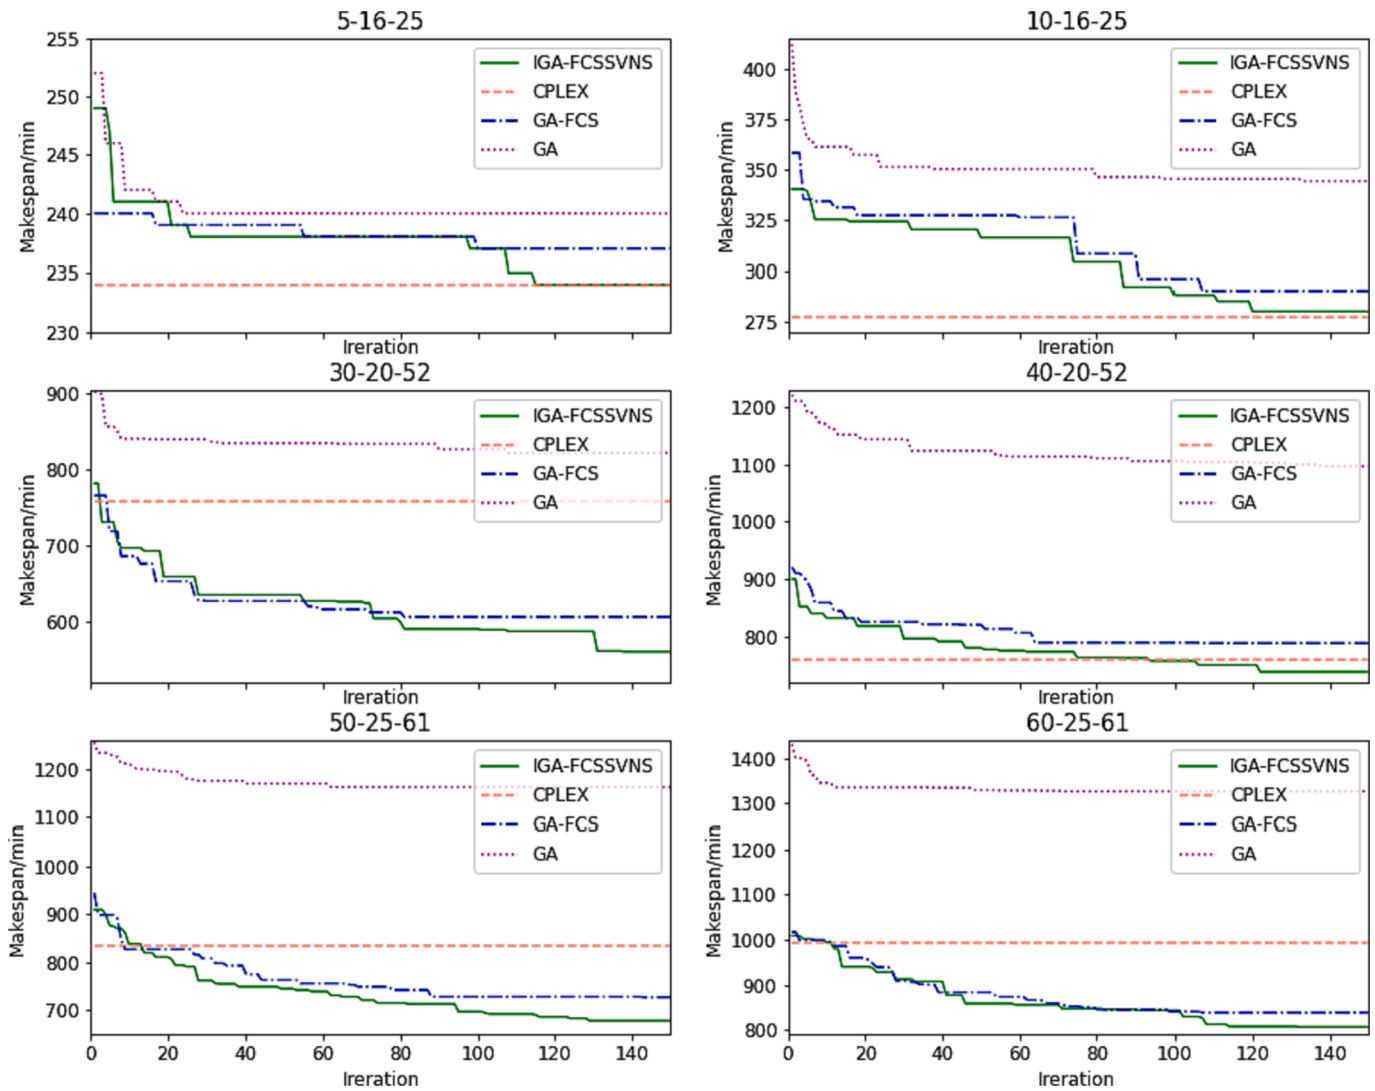 5-16-25
255
250
245
240
235
230
Makespan/min
IGA-FCSSVNS
CPLEX
GA-FCS
GA
Ireration
10-16-25
400
375
350
325
300
275
Makespan/min
IGA-FCSSVNS
CPLEX
GA-FCS
GA
Ireration
30-20-52
900
800
700
600
Makespan/min
IGA-FCSSVNS
CPLEX
GA-FCS
GA
Ireration
40-20-52
1200
1100
1000
900
800
Makespan/min
IGA-FCSSVNS
CPLEX
GA-FCS
GA
Ireration
50-25-61
1200
1100
1000
900
800
700
Makespan/min
IGA-FCSSVNS
CPLEX
GA-FCS
GA
0 20 40 60 80 100 120 140
Ireration
60-25-61
1400
1300
1200
1100
1000
900
800
Makespan/min
IGA-FCSSVNS
CPLEX
GA-FCS
GA
0 20 40 60 80 100 120 140
Ireration